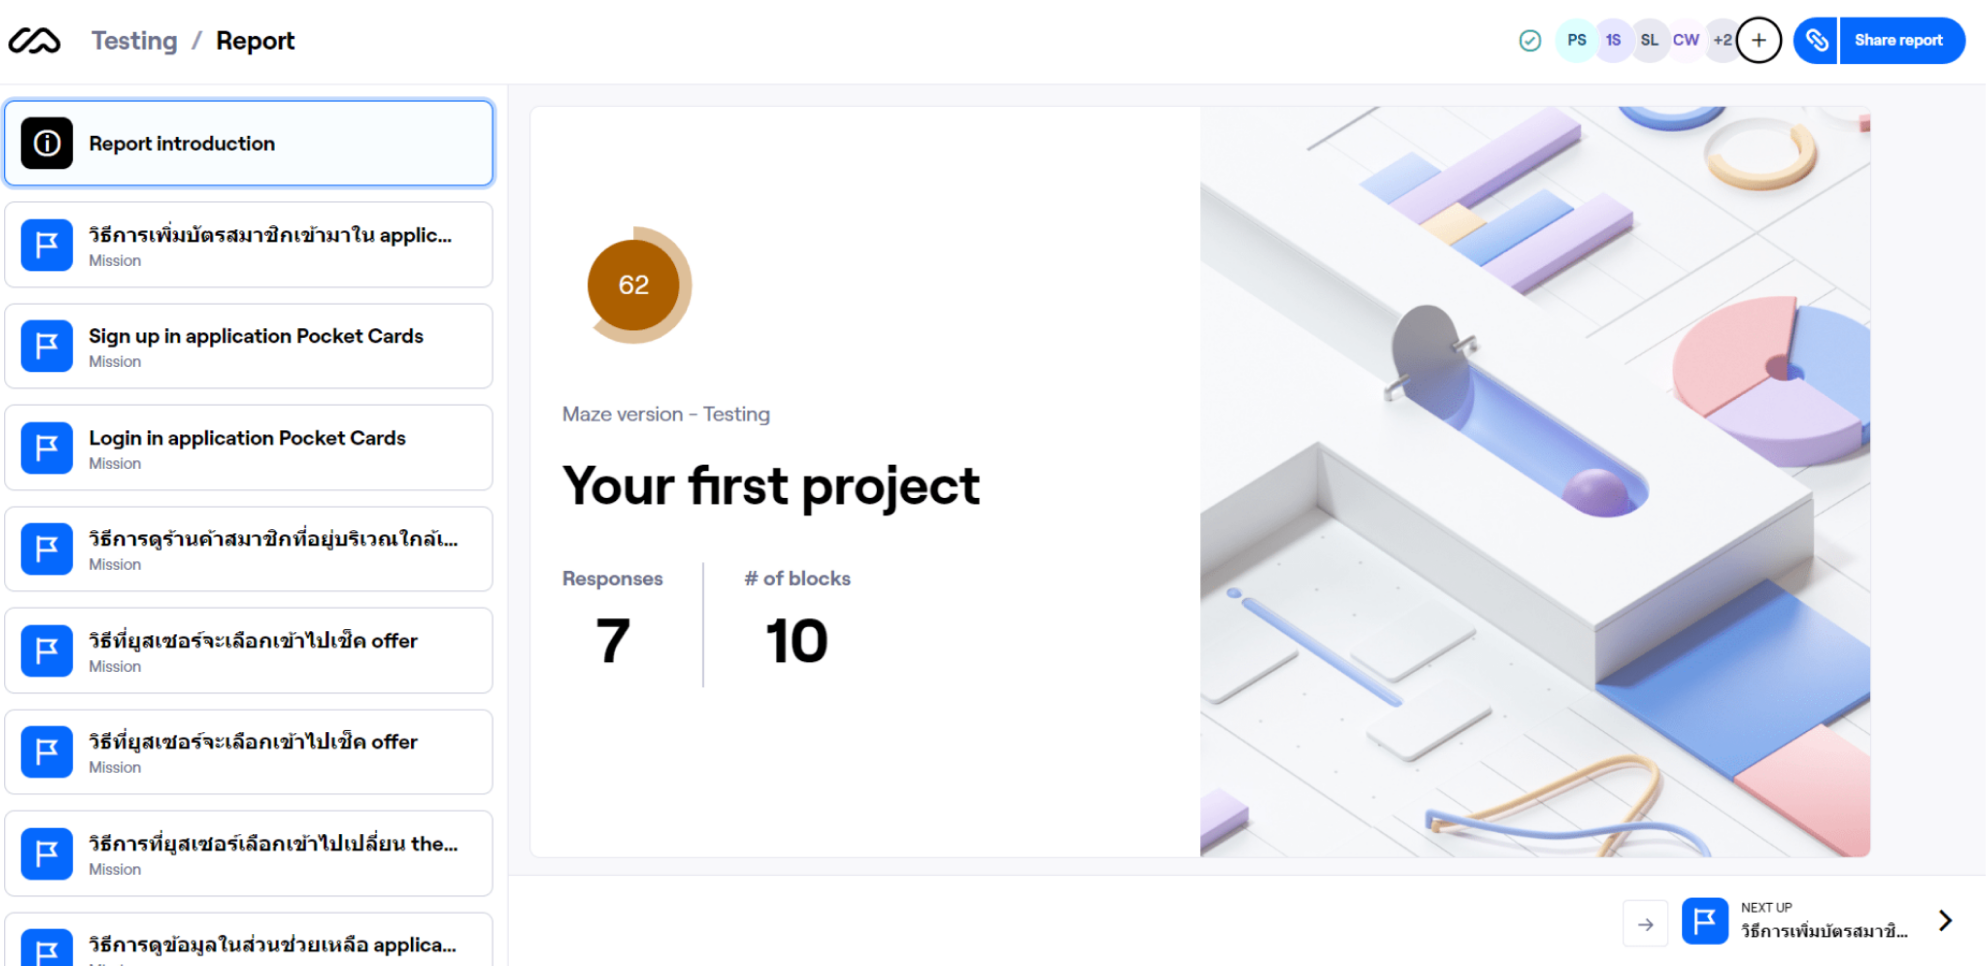 Testing / Report
PS 1S SL CW +2 +
Share report
Report introduction
วิธีการเพิ่มบัตรสมาชิกเข้ามาใน applic...
Mission
Sign up in application Pocket Cards
Mission
Login in application Pocket Cards
Mission
วิธีการดูร้านค้าสมาชิกที่อยู่บริเวณใกล้เ...
Mission
วิธีที่ยูสเซอร์จะเลือกเข้าไปเช็ค offer
Mission
วิธีที่ยูสเซอร์จะเลือกเข้าไปเช็ค offer
Mission
วิธีการที่ยูสเซอร์เลือกเข้าไปเปลี่ยน the...
Mission
วิธีการดูข้อมูลในส่วนช่วยเหลือ applica...
62
Maze version - Testing
Your first project
Responses
7
# of blocks
10
NEXT UP
วิธีการเพิ่มบัตรสมาชิ...